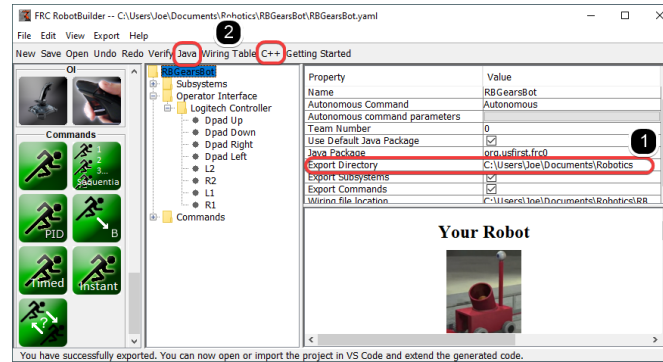 FRC RobotBuilder -- C:\Users\Joe\Documents\Robotics\RBGearsBot\RBGearsBot.yaml
File Edit View Export Help
2
New Save Open Undo Redo Verify Java Wiring Table C++ Getting Started
OI
Commands
1
2
3...
Sequential
PID
B
Timed
Instant
?
RBGearsBot
Subsystems
Operator Interface
Logitech Controller
Dpad Up
Dpad Down
Dpad Right
Dpad Left
L2
R2
L1
R1
Commands
Property Value
Name RBGearsBot
Autonomous Command Autonomous
Autonomous command parameters
Team Number 0
1
Use Default Java Package
Java Package org.usfirst.frc0
Export Directory C:\Users\Joe\Documents\Robotics
Export Subsystems
Export Commands
Wiring file location C:\Users\Joe\Documents\Robotics\RB
Your Robot
You have successfully exported. You can now open or import the project in VS Code and extend the generated code.